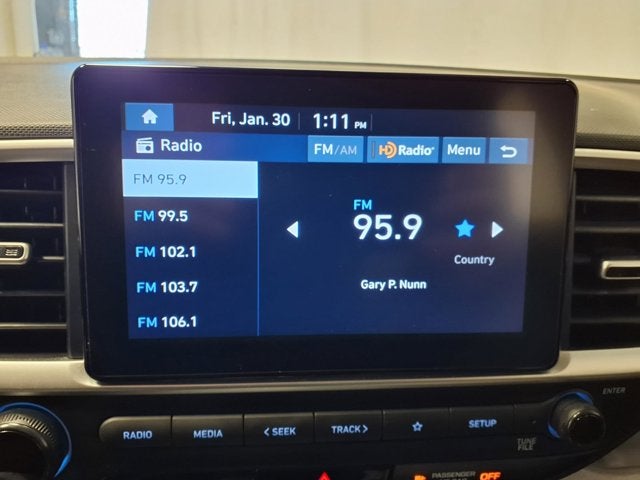 Fri, Jan. 30 1:11 PM
Radio FM/AM HD Radio Menu
FM 95.9
FM 99.5
FM 102.1
FM 103.7
FM 106.1
FM
95.9
Country
Gary P. Nunn
ENTER
RADIO MEDIA < SEEK TRACK > SETUP
TUNE
FILE
PASSENGER OFF